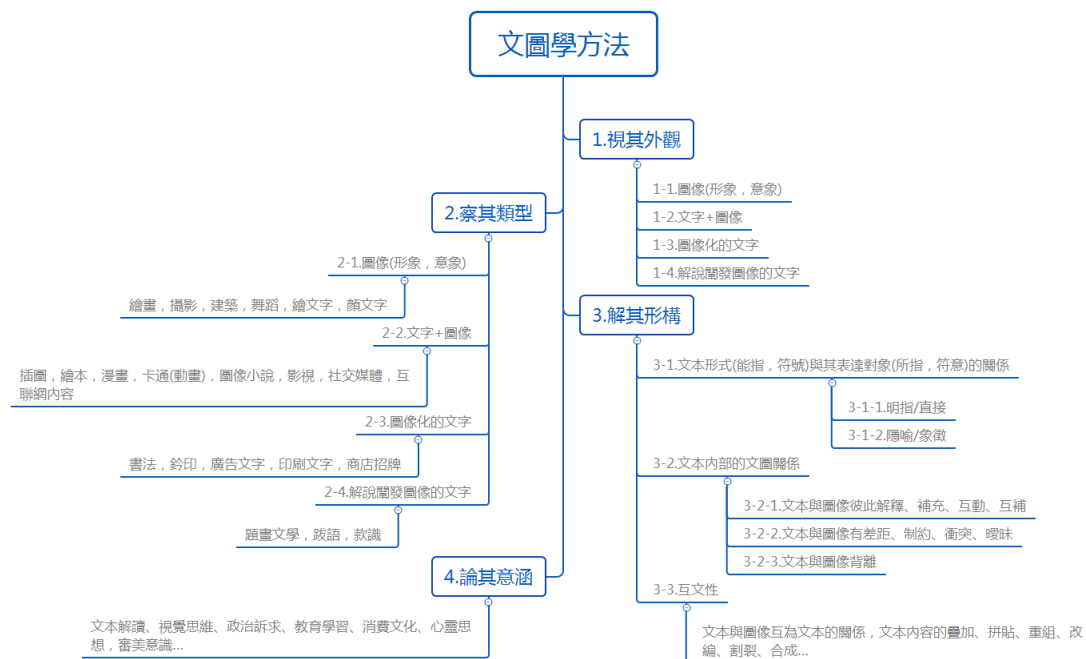 文圖學方法
1.視其外觀
1-1.圖像(形象，意象)
1-2.文字+圖像
1-3.圖像化的文字
1-4.解說闡發圖像的文字
2.察其類型
2-1.圖像(形象，意象)
繪畫，攝影，建築，舞蹈，繪文字，顏文字
2-2.文字+圖像
插圖，繪本，漫畫，卡通(動畫)，圖像小說，影視，社交媒體，互
聯網內容
2-3.圖像化的文字
書法，鈐印，廣告文字，印刷文字，商店招牌
2-4.解說闡發圖像的文字
題畫文學，跋語，款識
3.解其形構
3-1.文本形式(能指，符號)與其表達對象(所指，符意)的關係
3-1-1.明指/直接
3-1-2.隱喻/象徵
3-2.文本內部的文圖關係
3-2-1.文本與圖像彼此解釋、補充、互動、互補
3-2-2.文本與圖像有差距、制約、衝突、曖昧
3-2-3.文本與圖像背離
3-3.互文性
文本與圖像互為文本的關係，文本內容的疊加、拼貼、重組、改
編、割裂、合成...
4.論其意涵
文本解讀、視覺思維、政治訴求、教育學習、消費文化、心靈思
想，審美意識...